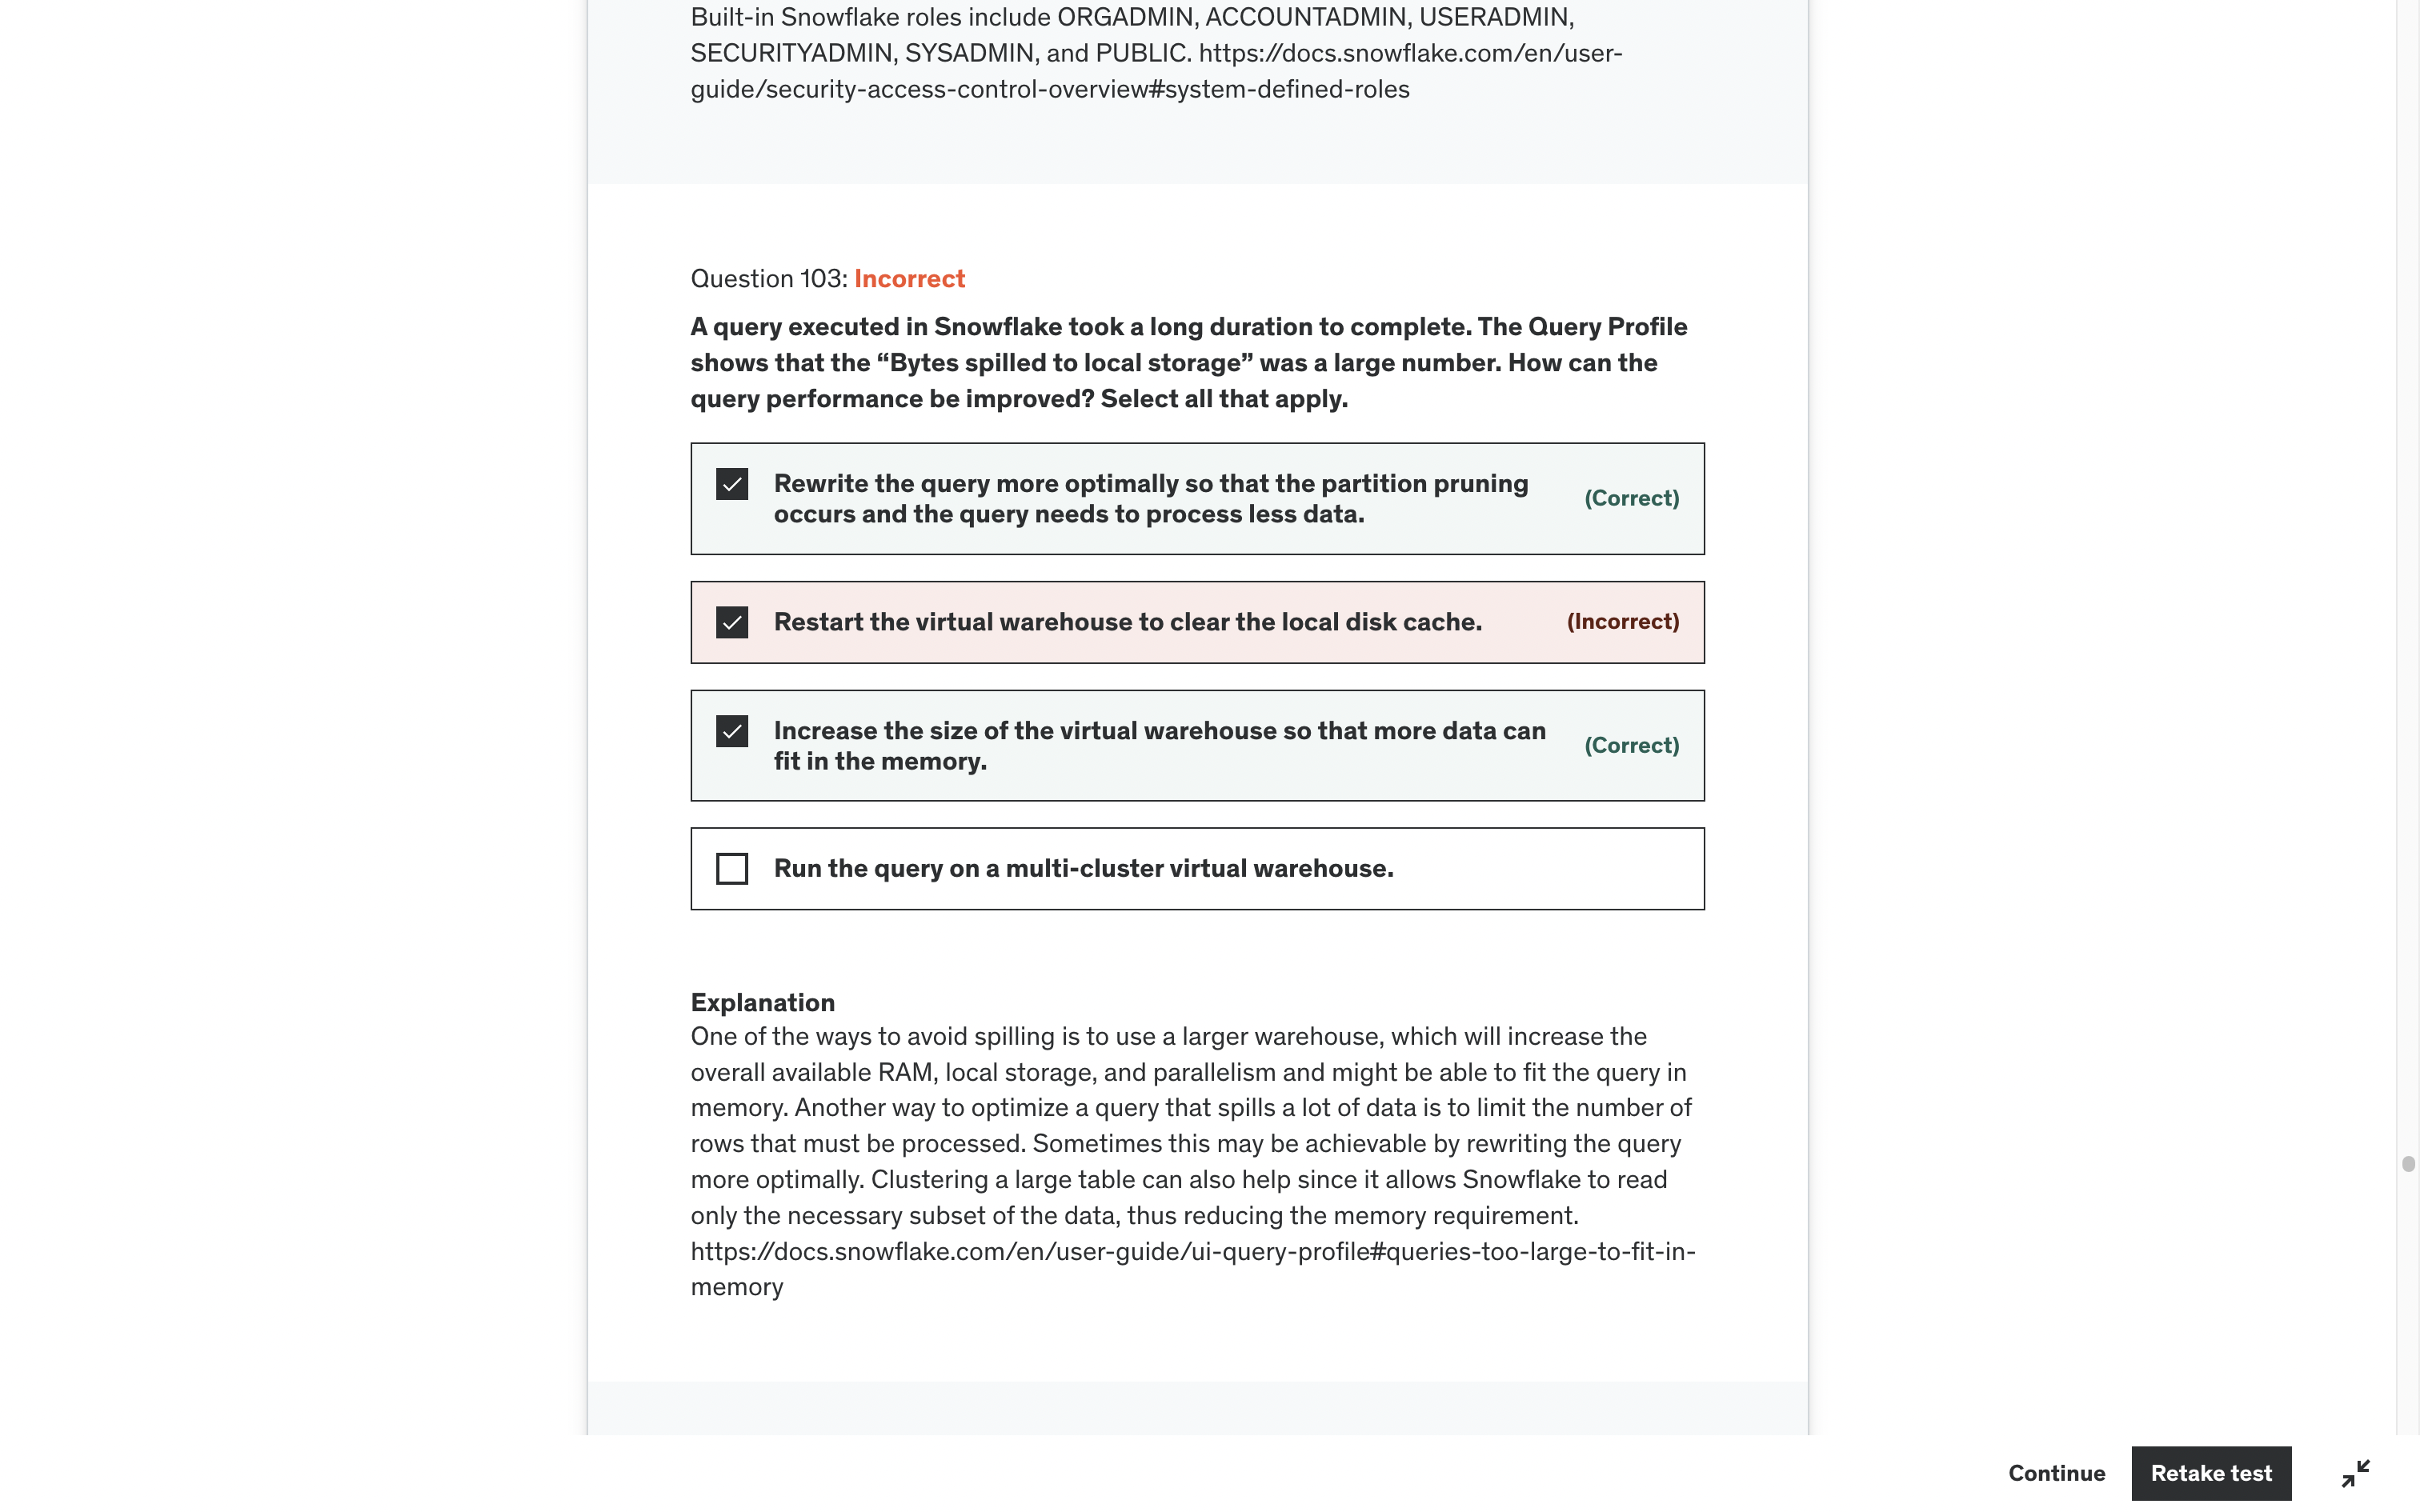 Built-in Snowflake roles include ORGADMIN, ACCOUNTADMIN, USERADMIN,
SECURITYADMIN, SYSADMIN, and PUBLIC. https://docs.snowflake.com/en/user-
guide/security-access-control-overview#system-defined-roles
Question 103: Incorrect
A query executed in Snowflake took a long duration to complete. The Query Profile
shows that the “Bytes spilled to local storage” was a large number. How can the
query performance be improved? Select all that apply.
Rewrite the query more optimally so that the partition pruning
occurs and the query needs to process less data.
(Correct)
Restart the virtual warehouse to clear the local disk cache.
(Incorrect)
Increase the size of the virtual warehouse so that more data can
fit in the memory.
(Correct)
Run the query on a multi-cluster virtual warehouse.
Explanation
One of the ways to avoid spilling is to use a larger warehouse, which will increase the
overall available RAM, local storage, and parallelism and might be able to fit the query in
memory. Another way to optimize a query that spills a lot of data is to limit the number of
rows that must be processed. Sometimes this may be achievable by rewriting the query
more optimally. Clustering a large table can also help since it allows Snowflake to read
only the necessary subset of the data, thus reducing the memory requirement.
https://docs.snowflake.com/en/user-guide/ui-query-profile#queries-too-large-to-fit-in-
memory
Continue
Retake test